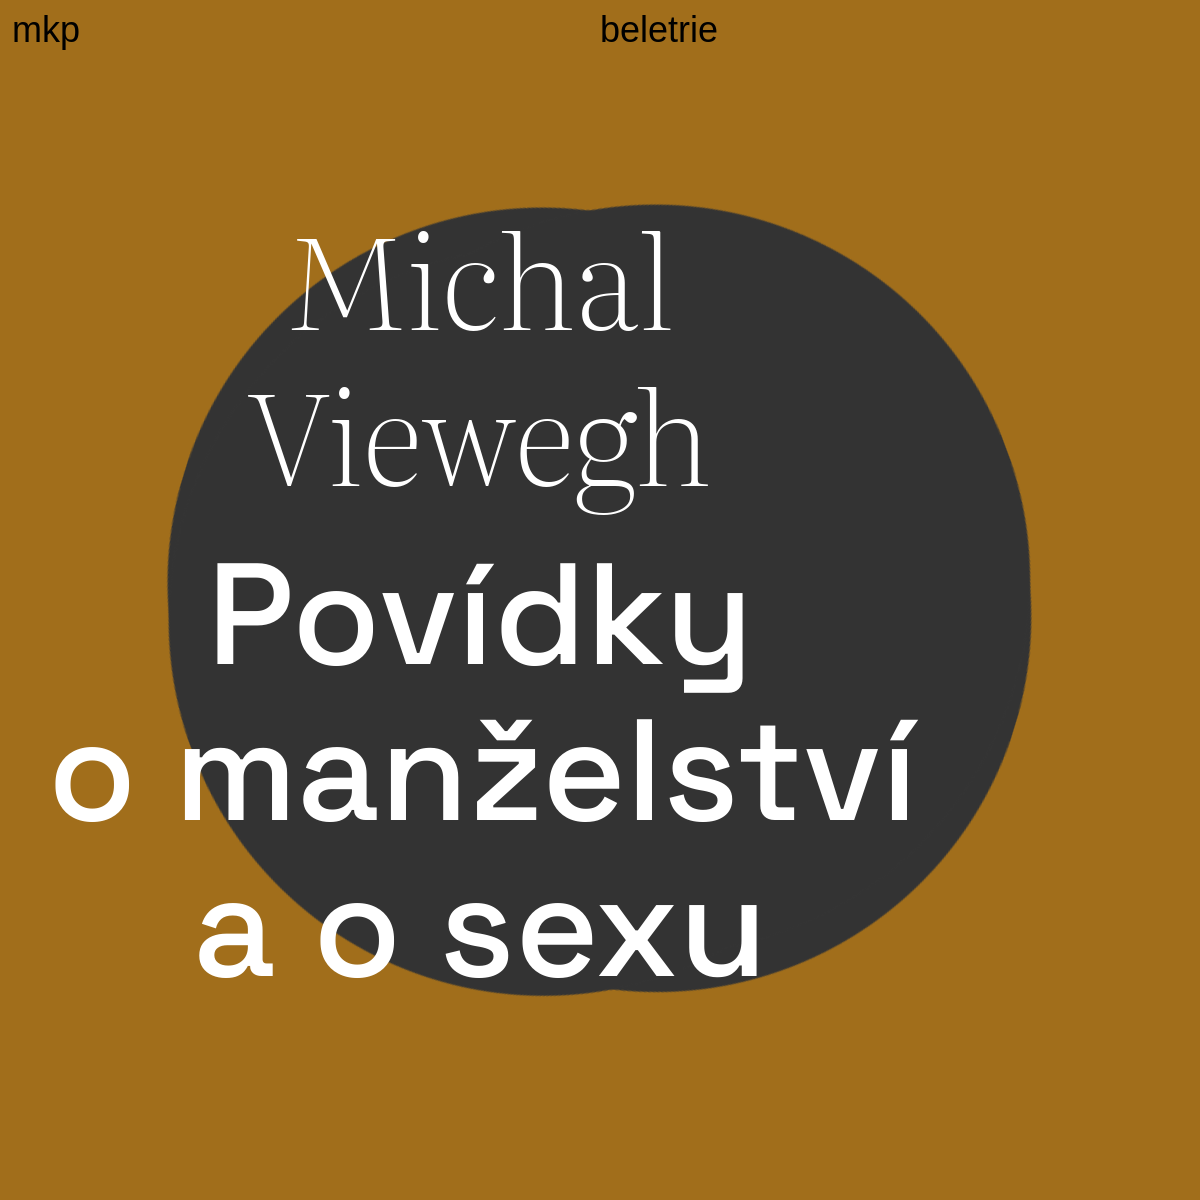 mkp
beletrie
Michal
Viewegh
Povídky
o manželství
a o sexu